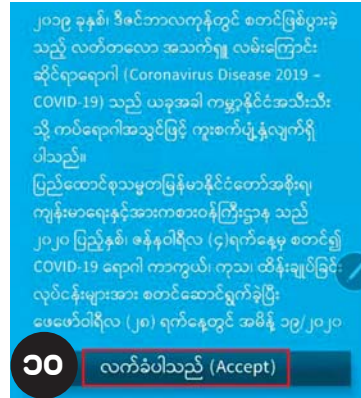 ၂၀၁၉ ခုနှစ်၊ ဒီဇင်ဘာလကုန်တွင် စတင်ဖြစ်ပွားခဲ့
သည့် လတ်တလော အသက်ရှူ လမ်းကြောင်း
ဆိုင်ရာရောဂါ (Coronavirus Disease 2019 –
COVID-19) သည် ယခုအခါ ကမ္ဘာ့နိုင်ငံအသီးသီး
သို့ ကပ်ရောဂါအသွင်ဖြင့် ကူးစက်ပျံ့နှံ့လျက်ရှိ
ပါသည်။
ပြည်ထောင်စုသမ္မတမြန်မာနိုင်ငံတော်အစိုးရ၊
ကျန်းမာရေးနှင့်အားကစားဝန်ကြီးဌာန သည်
၂၀၂၀ ပြည့်နှစ်၊ ဇန်နဝါရီလ (၄)ရက်နေ့မှ စတင်၍
COVID-19 ရောဂါ ကာကွယ်၊ ကုသ၊ ထိန်းချုပ်ခြင်း
လုပ်ငန်းများအား စတင်ဆောင်ရွက်ခဲ့ပြီး
ဖေဖော်ဝါရီလ (၂၈) ရက်နေ့တွင် အမိန့် ၁၉/၂၀၂၀
၁၀ လက်ခံပါသည် (Accept)